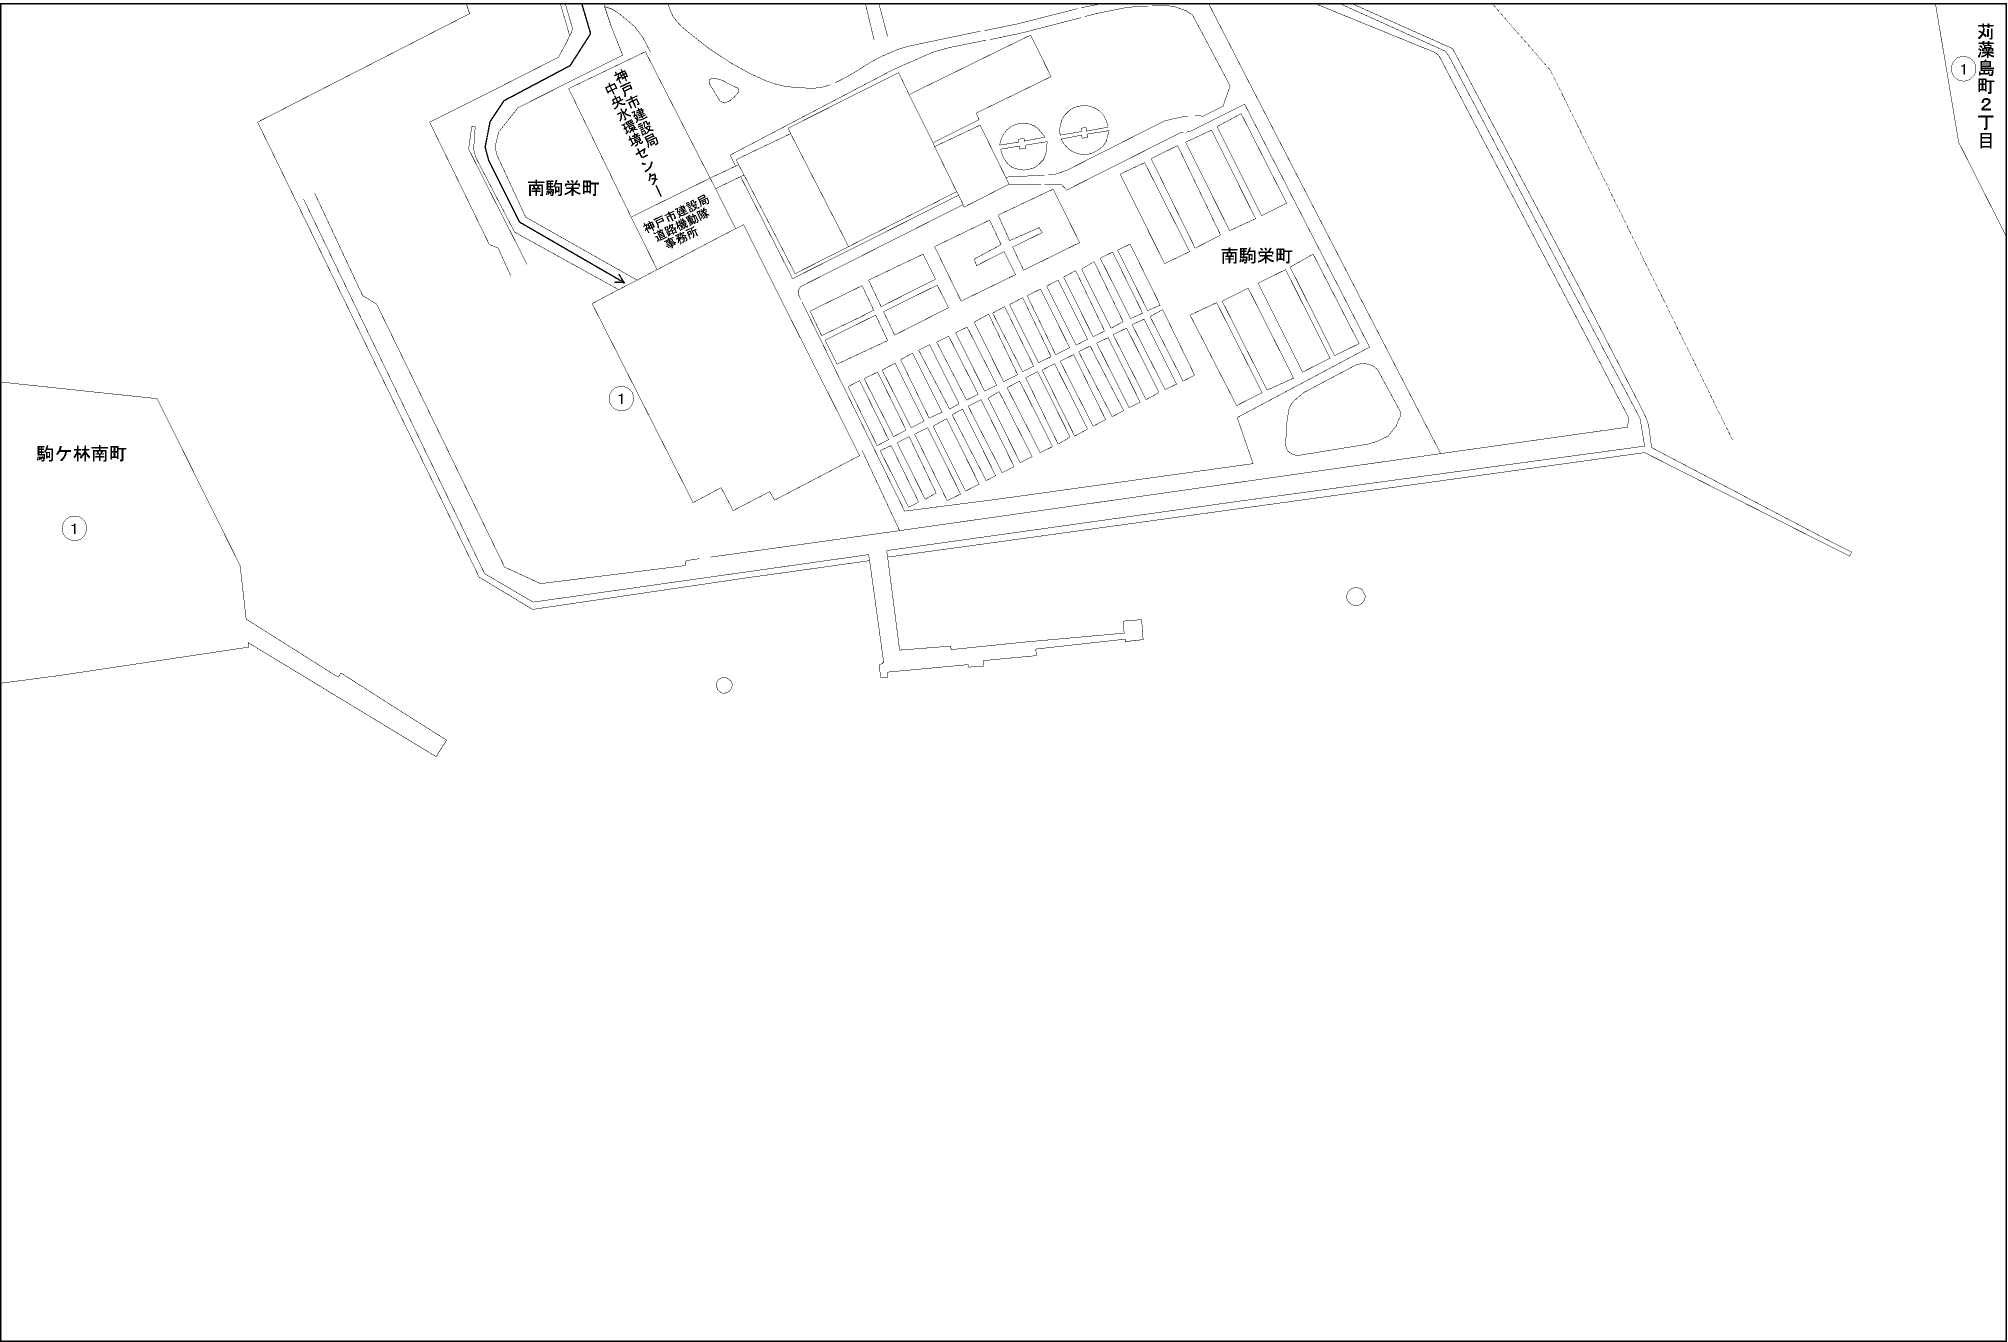 苅藻島町２丁目
1
神戸市建設局
中央水環境センター
南駒栄町
神戸市建設局
道路機動隊
事務所
南駒栄町
1
駒ケ林南町
1